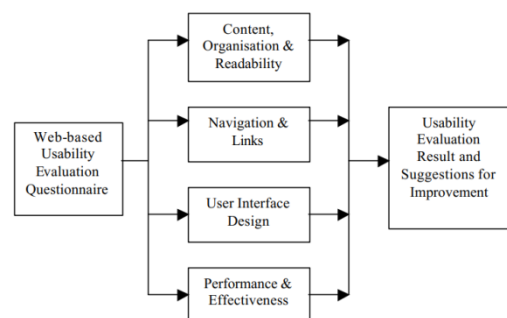 Web-based
Usability
Evaluation
Questionnaire
Content,
Organisation &
Readability
Navigation &
Links
User Interface
Design
Performance &
Effectiveness
Usability
Evaluation
Result and
Suggestions for
Improvement